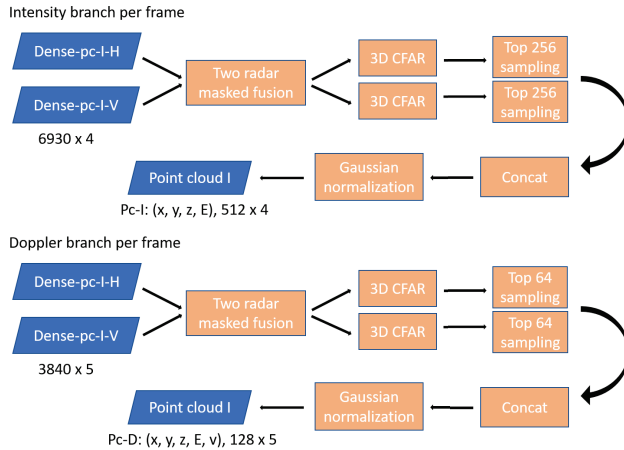 Intensity branch per frame
Dense-pc-I-H
Dense-pc-I-V
6930 x 4
Two radar
masked fusion
3D CFAR
3D CFAR
Top 256
sampling
Top 256
sampling
Point cloud I
Gaussian
normalization
Concat
Pc-I: (x, y, z, E), 512 x 4
Doppler branch per frame
Dense-pc-I-H
Dense-pc-I-V
3840 x 5
Two radar
masked fusion
3D CFAR
3D CFAR
Top 64
sampling
Top 64
sampling
Point cloud I
Gaussian
normalization
Concat
Pc-D: (x, y, z, E, v), 128 x 5